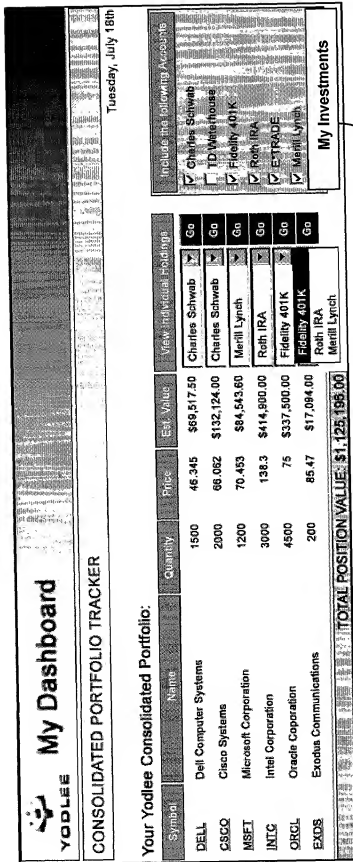 YODLEE
My Dashboard
CONSOLIDATED PORTFOLIO TRACKER
Tuesday, July 18th
Your Yodlee Consolidated Portfolio:
Symbol Name Quantity Price Est. Value View Individual Holdings
DELL Dell Computer Systems 1500 46.345 $69,517.50 Charles Schwab Go
CSCO Cisco Systems 2000 66.062 $132,124.00 Charles Schwab Go
MSFT Microsoft Corporation 1200 70.453 $84,543.60 Merill Lynch Go
INTC Intel Corporation 3000 138.3 $414,900.00 Roth IRA Go
ORCL Oracle Coporation 4500 75 $337,500.00 Fidelity 401K Go
EXDS Exodus Communications 200 85.47 $17,094.00 Fidelity 401K Go
Roth IRA
Merill Lynch
TOTAL POSITION VALUE: $1,125,196.00
Include the following Accounts
Charles Schwab
TD Waterhouse
Fidelity 401K
Roth IRA
E*TRADE
Merill Lynch
My Investments